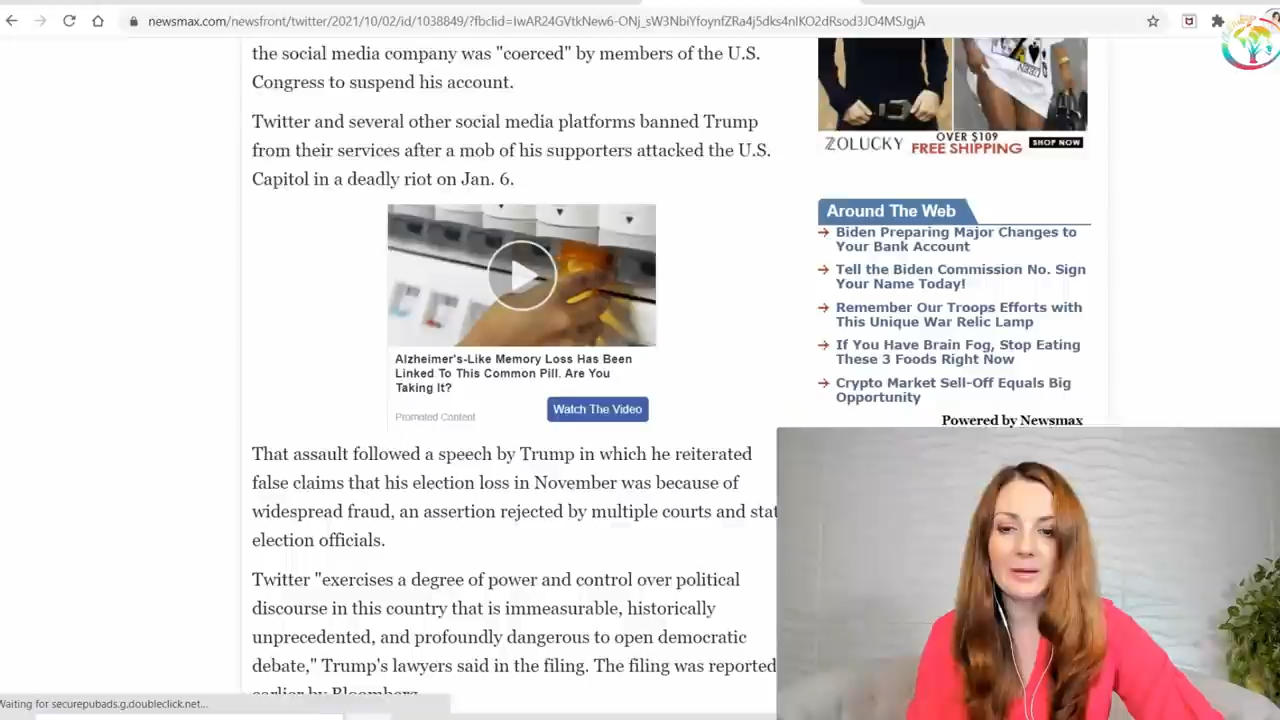 newsmax.com/newsfront/twitter/2021/10/02/id/1038849/?fbclid=IwAR24GVtkNew6-ONj_sW3NbiYfoynfZRa4j5dks4nIKO2dRsod3JO4MSJgjA
the social media company was "coerced" by members of the U.S.
Congress to suspend his account.
Twitter and several other social media platforms banned Trump
from their services after a mob of his supporters attacked the U.S.
Capitol in a deadly riot on Jan. 6.
Alzheimer's-Like Memory Loss Has Been
Linked To This Common Pill. Are You
Taking It?
Promoted Content
Watch The Video
That assault followed a speech by Trump in which he reiterated
false claims that his election loss in November was because of
widespread fraud, an assertion rejected by multiple courts and stat
election officials.
Twitter "exercises a degree of power and control over political
discourse in this country that is immeasurable, historically
unprecedented, and profoundly dangerous to open democratic
debate," Trump's lawyers said in the filing. The filing was reported
earlier by Bloomberg.
Waiting for securepubads.g.doubleclick.net...
ZOLUCKY
OVER $109
FREE SHIPPING
SHOP NOW
Around The Web
Biden Preparing Major Changes to
Your Bank Account
Tell the Biden Commission No. Sign
Your Name Today!
Remember Our Troops Efforts with
This Unique War Relic Lamp
If You Have Brain Fog, Stop Eating
These 3 Foods Right Now
Crypto Market Sell-Off Equals Big
Opportunity
Powered by Newsmax